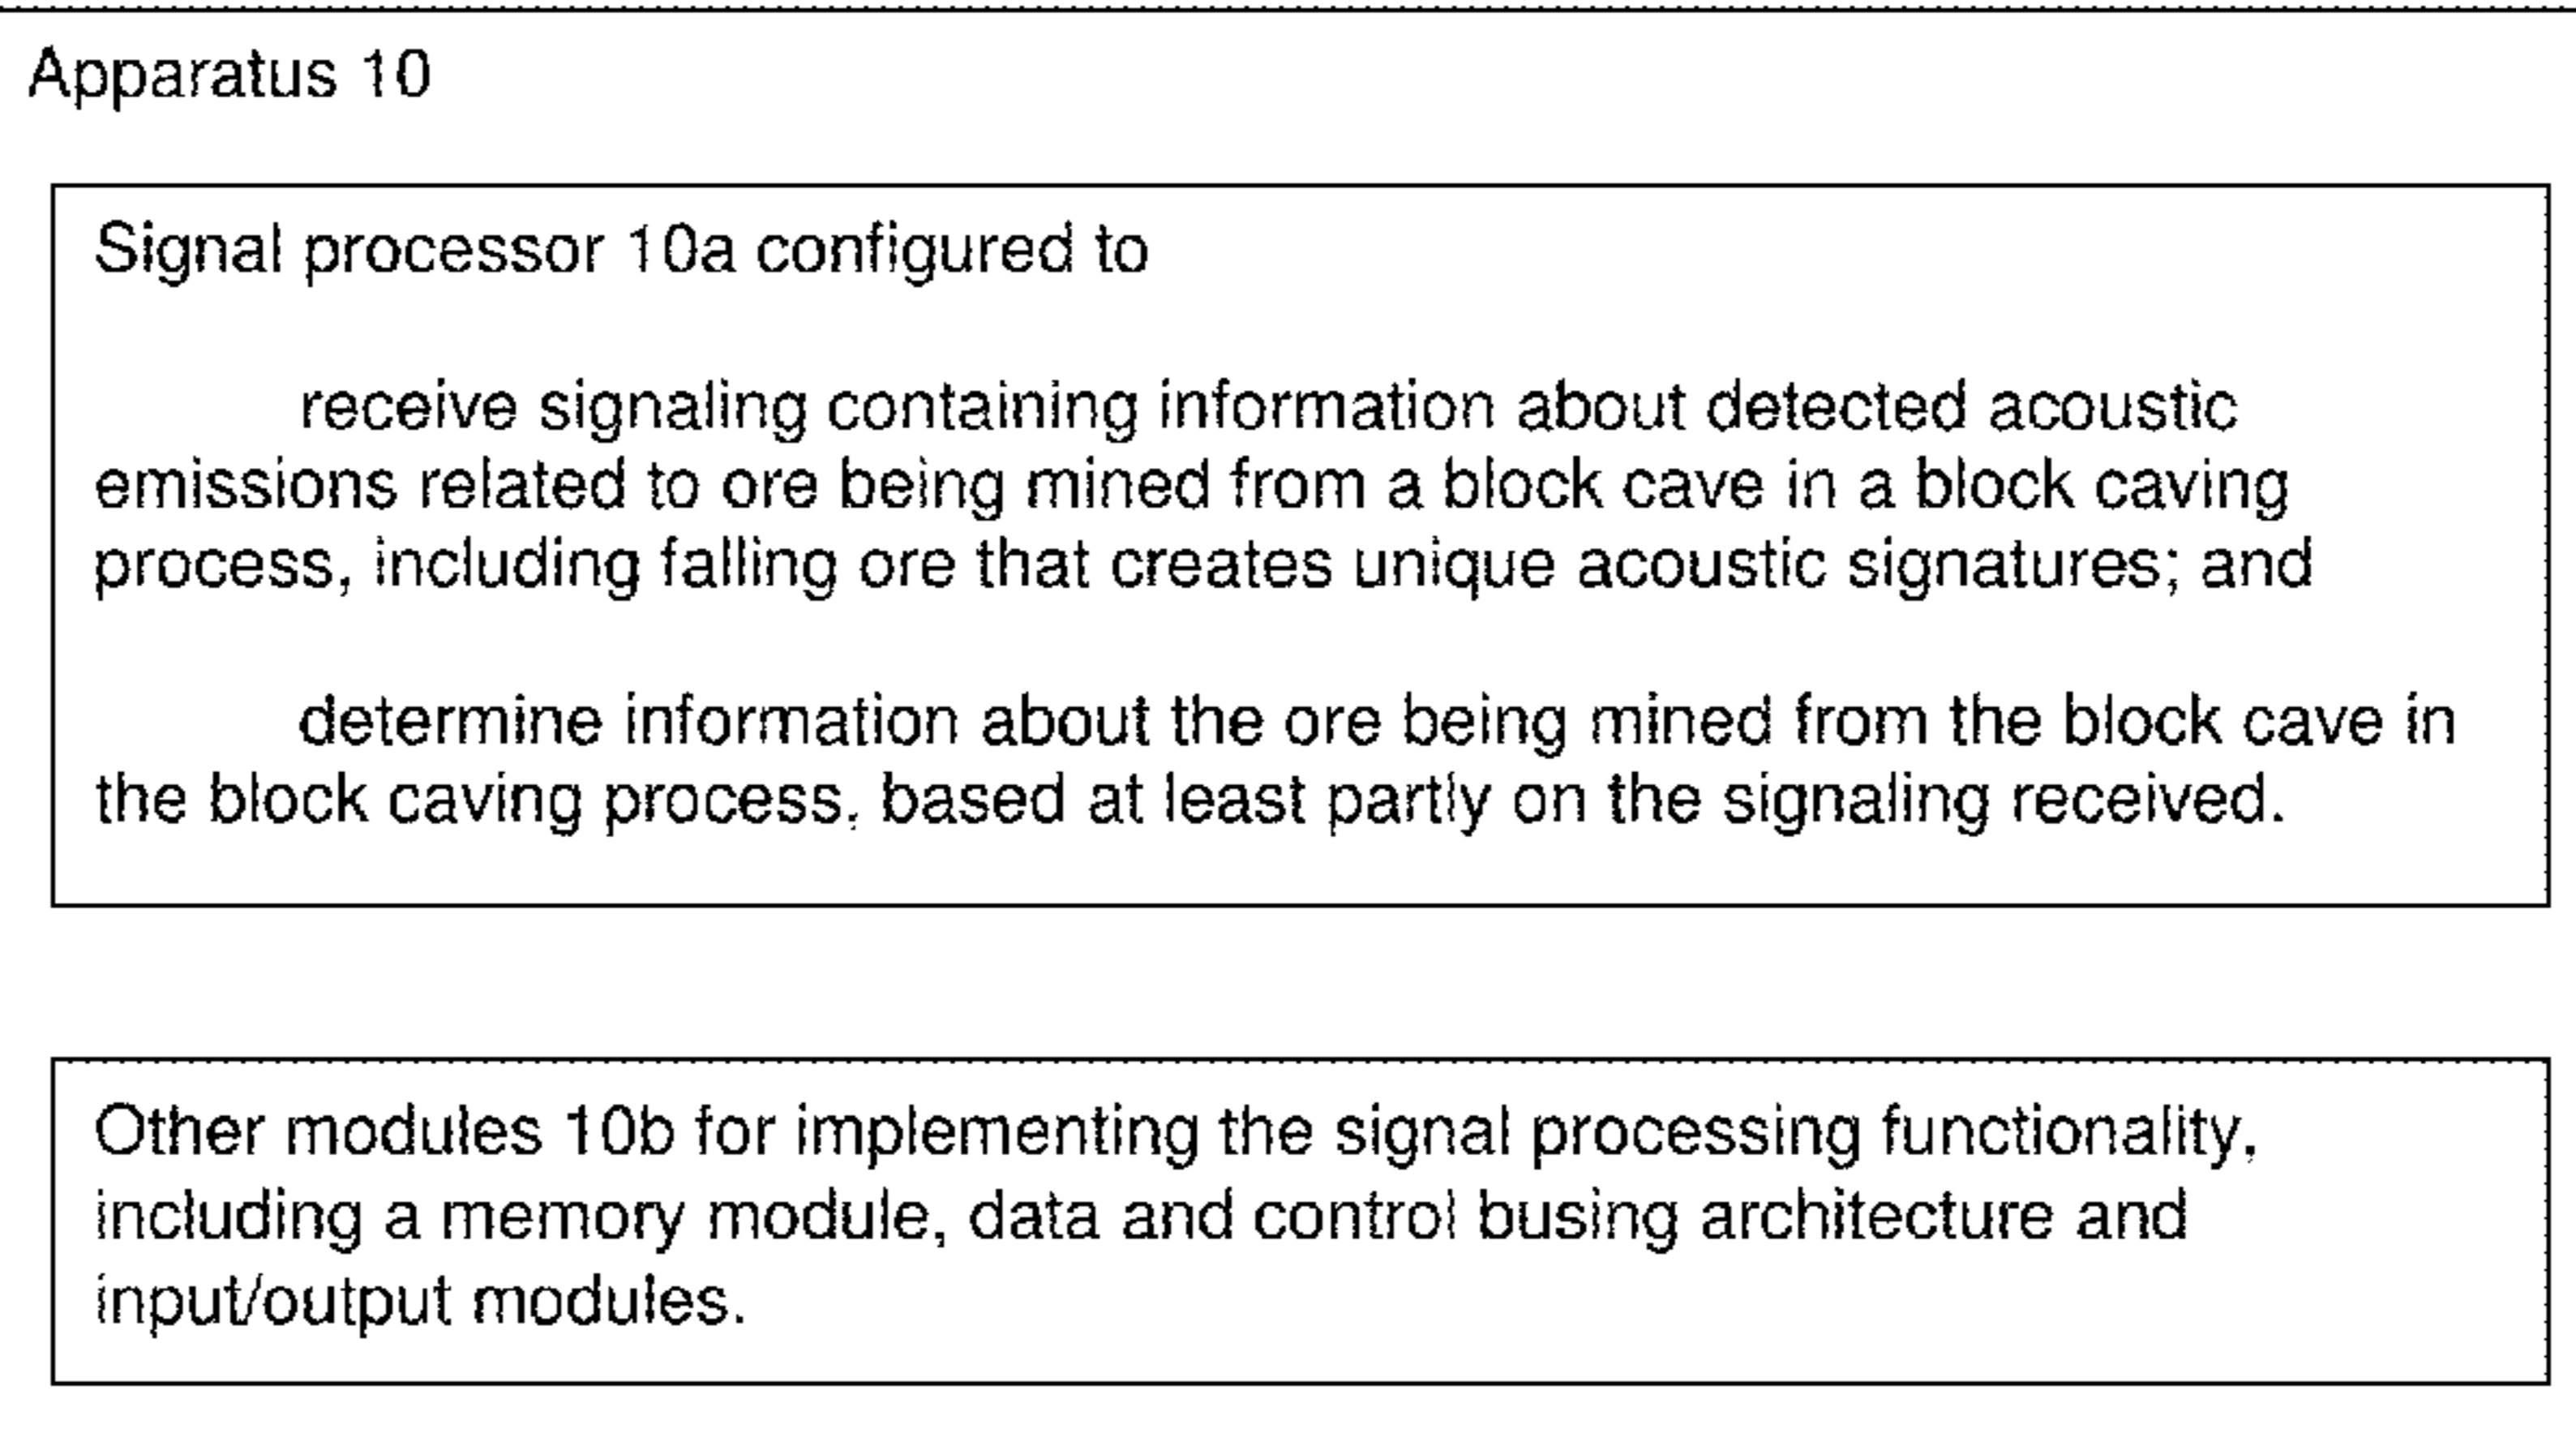 Apparatus 10
Signal processor 10a configured to
receive signaling containing information about detected acoustic
emissions related to ore being mined from a block cave in a block caving
process, including falling ore that creates unique acoustic signatures; and
determine information about the ore being mined from the block cave in
the block caving process, based at least partly on the signaling received.
Other modules 10b for implementing the signal processing functionality,
including a memory module, data and control busing architecture and
input/output modules.